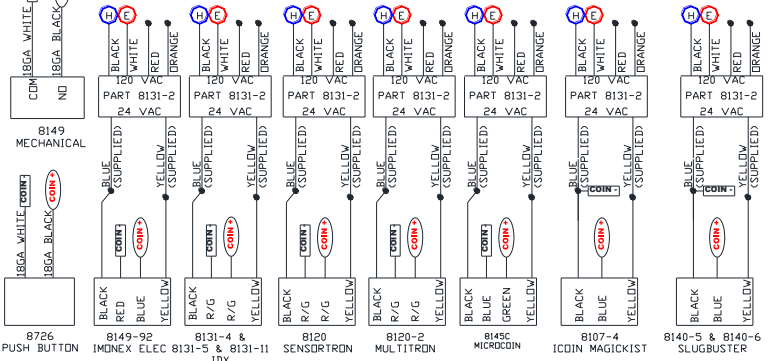 H E H E H E H E H E H E H E
18GA WHITE 18GA BLACK BLACK WHITE RED ORANGE BLACK WHITE RED ORANGE BLACK WHITE RED ORANGE BLACK WHITE RED ORANGE BLACK WHITE RED ORANGE BLACK WHITE RED ORANGE BLACK WHITE RED ORANGE
120 VAC 120 VAC 120 VAC 120 VAC 120 VAC 120 VAC 120 VAC
COM NO PART 8131-2 PART 8131-2 PART 8131-2 PART 8131-2 PART 8131-2 PART 8131-2 PART 8131-2
24 VAC 24 VAC 24 VAC 24 VAC 24 VAC 24 VAC 24 VAC
8149
MECHANICAL
BLUE (SUPPLIED) YELLOW (SUPPLIED) BLUE (SUPPLIED) YELLOW (SUPPLIED) BLUE (SUPPLIED) YELLOW (SUPPLIED) BLUE (SUPPLIED) YELLOW (SUPPLIED) BLUE (SUPPLIED) YELLOW (SUPPLIED) BLUE (SUPPLIED) YELLOW (SUPPLIED) BLUE (SUPPLIED) YELLOW (SUPPLIED)
COIN - COIN + COIN - COIN -
18GA WHITE 18GA BLACK COIN - COIN + COIN - COIN + COIN - COIN + COIN - COIN + COIN - COIN + COIN + COIN +
BLACK RED BLUE YELLOW BLACK R/G R/G YELLOW BLACK R/G R/G YELLOW BLACK R/G R/G YELLOW BLACK BLUE GREEN YELLOW BLACK BLUE YELLOW BLACK BLUE YELLOW
8726 8149-92 8131-4 & 8120 8120-2 8145C 8107-4 8140-5 & 8140-6
PUSH BUTTON IMONEX ELEC 8131-5 & 8131-11 SENSORTRON MULTITRON MICROCOIN ICOIN MAGICKIST SLUGBUSTER
IDX